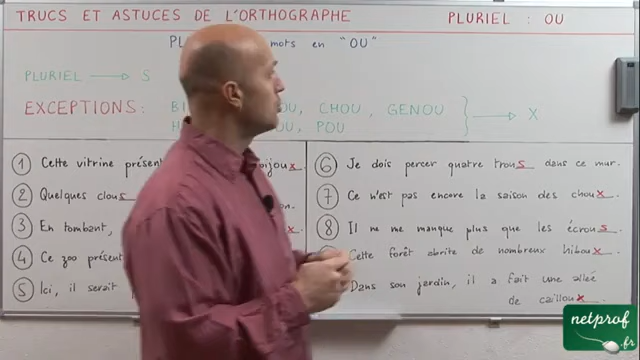 TRUCS ET ASTUCES DE L'ORTHOGRAPHE
PLURIEL : OU
mots en "OU"
PLURIEL → S
EXCEPTIONS: CHOU, GENOU
POU
→ X
1 Cette vitrine bijoux
2 Quelques clous
3 En tombant, x
4 Ce zoo
5 Ici, il serait
6 Je dois percer quatre trous dans ce mur.
7 Ce n'est pas encore la saison des choux
8 Il ne me manque plus que les écrous
Cette forêt abrite de nombreux hiboux
Dans son jardin, il a fait une allée
de cailloux
netprof
.fr